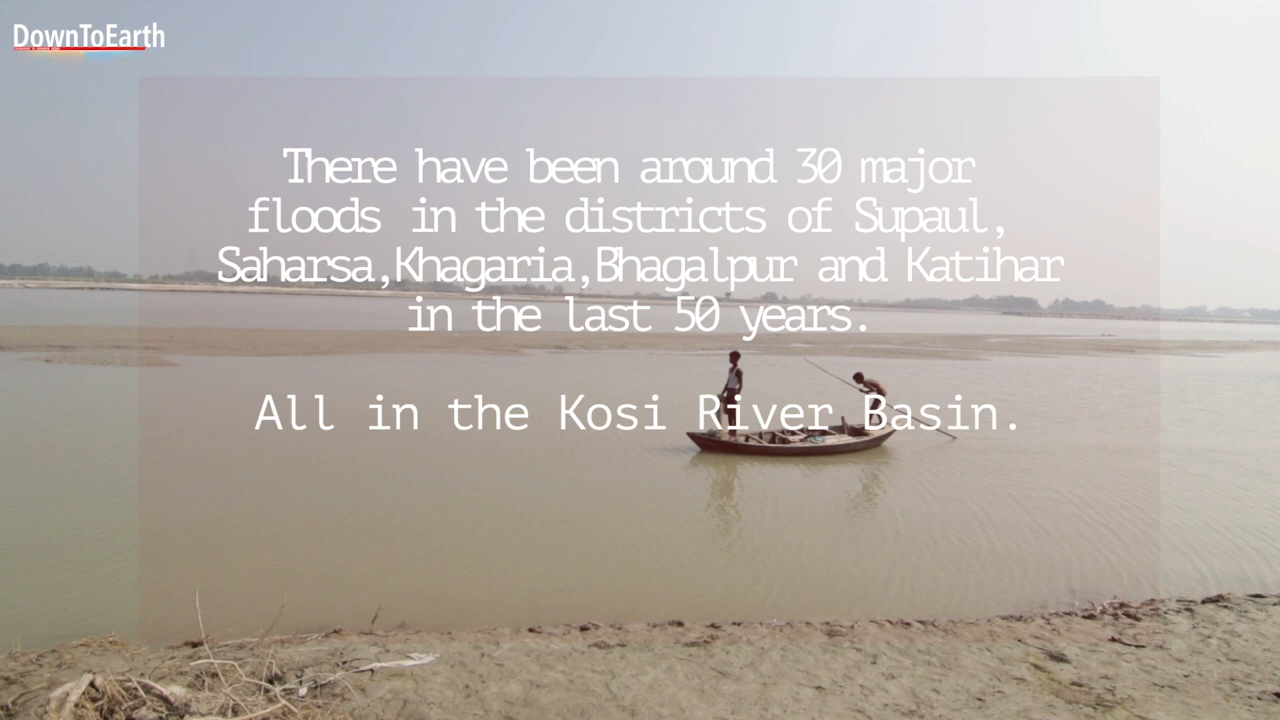 DownToEarth
There have been around 30 major
floods in the districts of Supaul,
Saharsa,Khagaria,Bhagalpur and Katihar
in the last 50 years.
All in the Kosi River Basin.